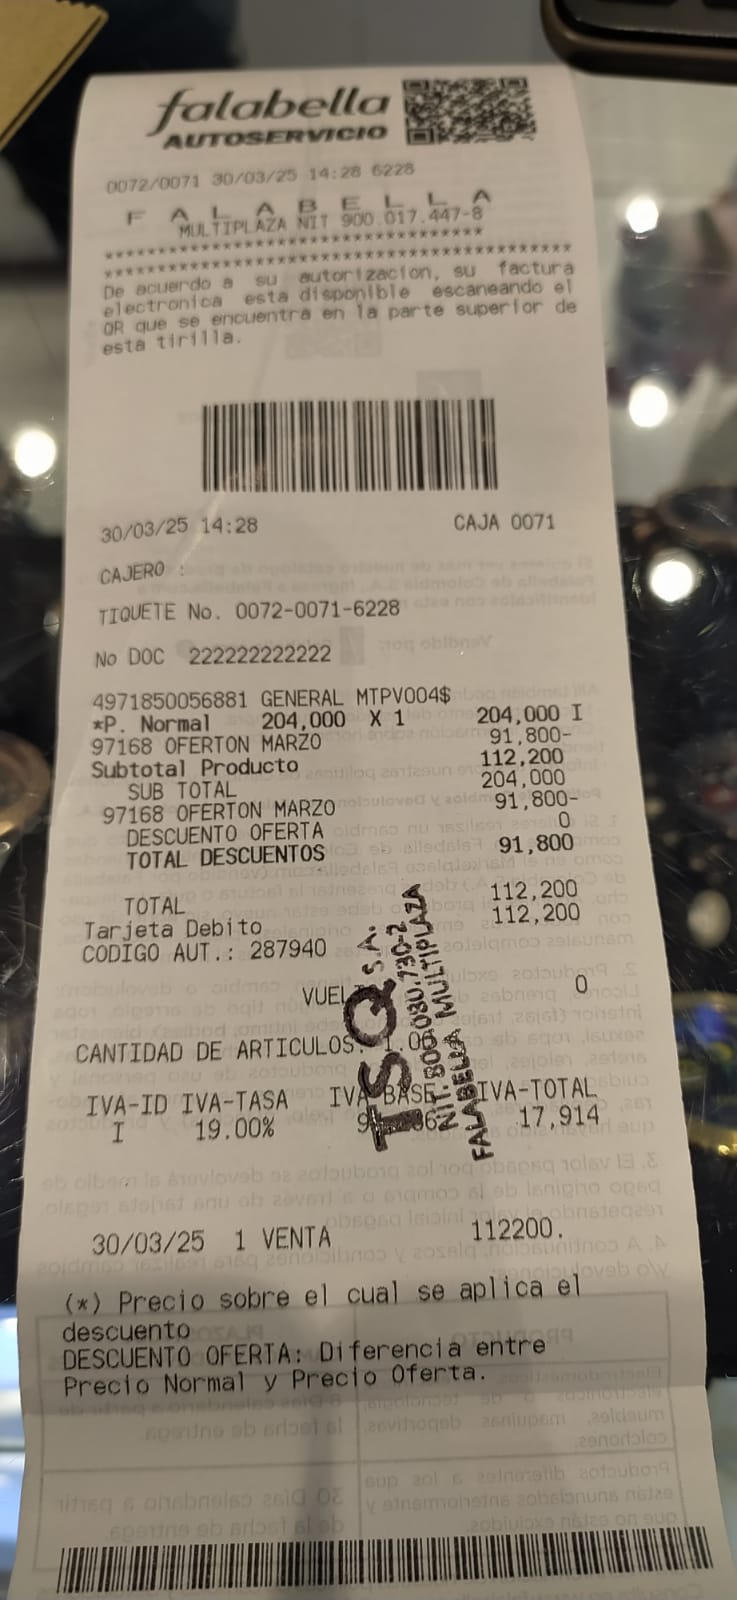 falabella
AUTOSERVICIO
0072/0071 30/03/25 14:28 6228
F A L A B E L L A
MULTIPLAZA NIT 900.017.447-8
De acuerdo a su autorizacion, su factura
electronica esta disponible escaneando el
QR que se encuentra en la parte superior de
esta tirilla.
30/03/25 14:28 CAJA 0071
CAJERO :
TIQUETE No. 0072-0071-6228
No DOC 222222222222
4971850056881 GENERAL MTPV004$
*P. Normal 204,000 X 1 204,000 I
97168 OFERTON MARZO 91,800-
Subtotal Producto 112,200
SUB TOTAL 204,000
97168 OFERTON MARZO 91,800-
DESCUENTO OFERTA 0
TOTAL DESCUENTOS 91,800
TOTAL 112,200
Tarjeta Debito 112,200
CODIGO AUT.: 287940
VUEL 0
CANTIDAD DE ARTICULOS:
TSQ S.A.
FALABELLA MULTIPLAZA
IVA-ID IVA-TASA IVA BASE IVA-TOTAL
I 19.00% 17,914
30/03/25 1 VENTA 112200.
(*) Precio sobre el cual se aplica el
descuento
DESCUENTO OFERTA: Diferencia entre
Precio Normal y Precio Oferta.